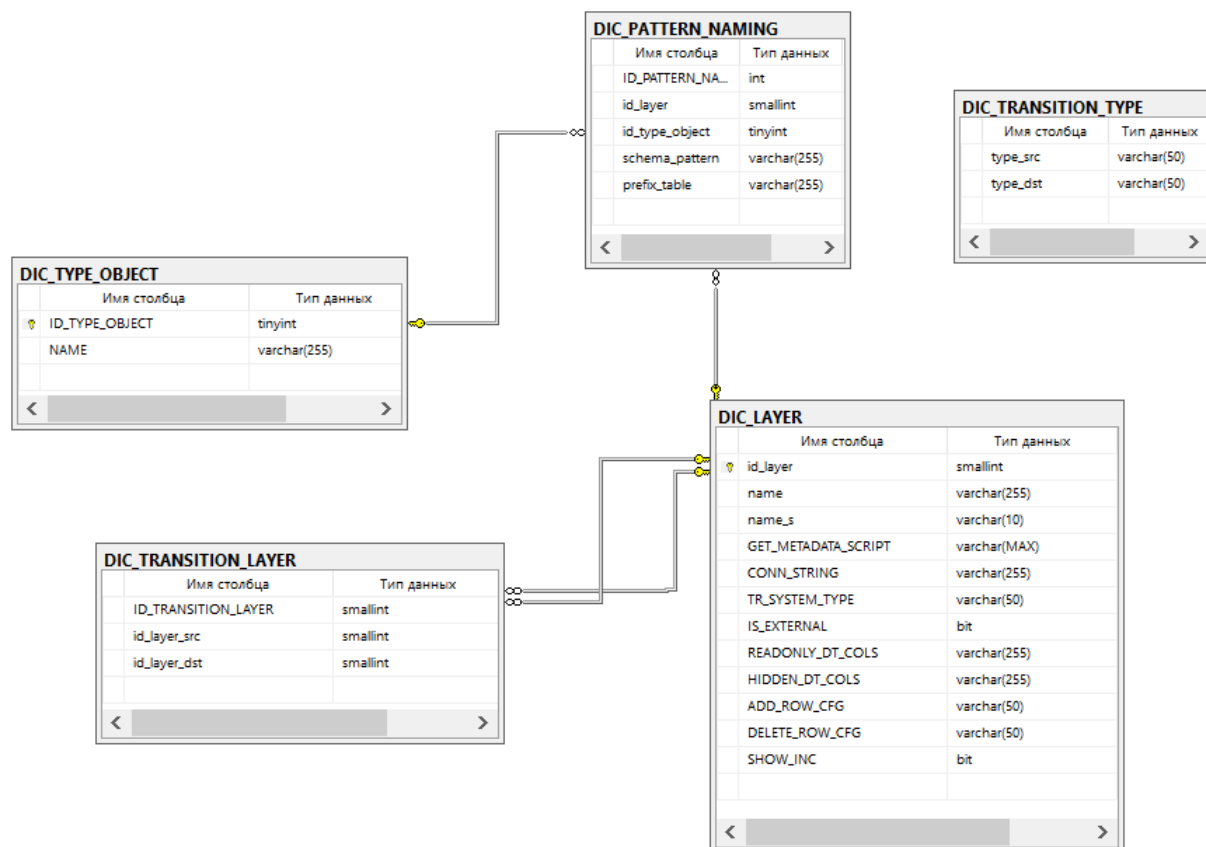 DIC_PATTERN_NAMING
Имя столбца Тип данных
ID_PATTERN_NA... int
id_layer smallint
id_type_object tinyint
schema_pattern varchar(255)
prefix_table varchar(255)
DIC_TRANSITION_TYPE
Имя столбца Тип данных
type_src varchar(50)
type_dst varchar(50)
DIC_TYPE_OBJECT
Имя столбца Тип данных
ID_TYPE_OBJECT tinyint
NAME varchar(255)
DIC_LAYER
Имя столбца Тип данных
id_layer smallint
name varchar(255)
name_s varchar(10)
GET_METADATA_SCRIPT varchar(MAX)
CONN_STRING varchar(255)
TR_SYSTEM_TYPE varchar(50)
IS_EXTERNAL bit
READONLY_DT_COLS varchar(255)
HIDDEN_DT_COLS varchar(255)
ADD_ROW_CFG varchar(50)
DELETE_ROW_CFG varchar(50)
SHOW_INC bit
DIC_TRANSITION_LAYER
Имя столбца Тип данных
ID_TRANSITION_LAYER smallint
id_layer_src smallint
id_layer_dst smallint